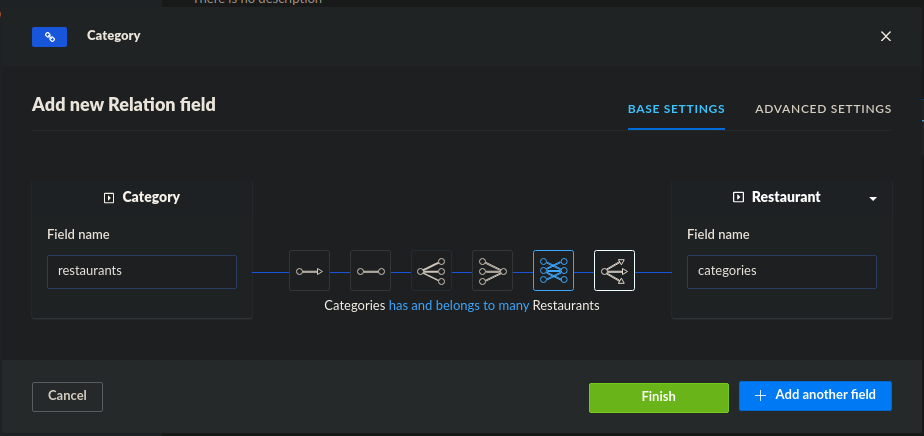 There is no description
Category
Add new Relation field
BASE SETTINGS
ADVANCED SETTINGS
Category
Field name
restaurants
Categories has and belongs to many Restaurants
Restaurant
Field name
categories
Cancel
Finish
Add another field